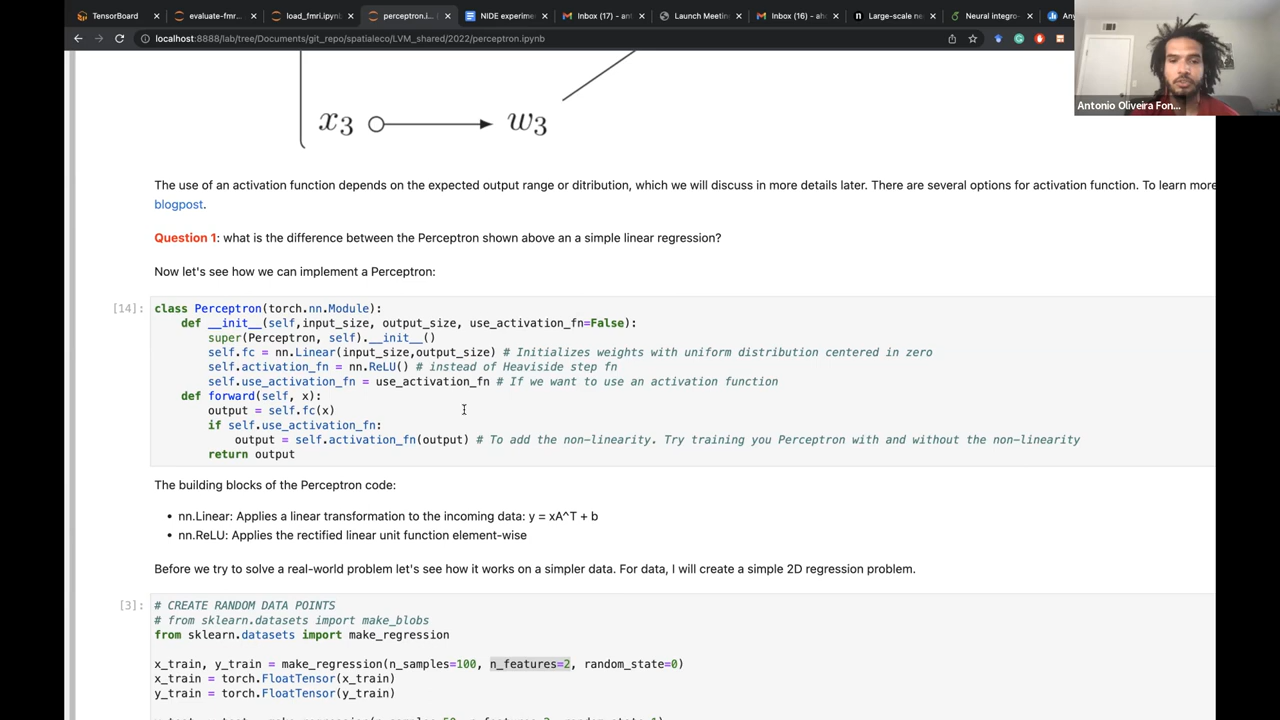 TensorBoard
evaluate-fmr...
load_fmri.ipynb
perceptron.i...
NIDE experime
Inbox (17) - an
Launch Meetin
Inbox (16) - ah
Large-scale ne
Neural integro-
Any
localhost:8888/lab/tree/Documents/git_repo/spatialeco/LVM_shared/2022/perceptron.ipynb
Antonio Oliveira Fon...
x3 w3
The use of an activation function depends on the expected output range or ditribution, which we will discuss in more details later. There are several options for activation function. To learn more
blogpost.
Question 1: what is the difference between the Perceptron shown above an a simple linear regression?
Now let's see how we can implement a Perceptron:
[14]: class Perceptron(torch.nn.Module):
def __init__(self,input_size, output_size, use_activation_fn=False):
super(Perceptron, self).__init__()
self.fc = nn.Linear(input_size,output_size) # Initializes weights with uniform distribution centered in zero
self.activation_fn = nn.ReLU() # instead of Heaviside step fn
self.use_activation_fn = use_activation_fn # If we want to use an activation function
def forward(self, x):
output = self.fc(x)
if self.use_activation_fn:
output = self.activation_fn(output) # To add the non-linearity. Try training you Perceptron with and without the non-linearity
return output
The building blocks of the Perceptron code:
• nn.Linear: Applies a linear transformation to the incoming data: y = xA^T + b
• nn.ReLU: Applies the rectified linear unit function element-wise
Before we try to solve a real-world problem let's see how it works on a simpler data. For data, I will create a simple 2D regression problem.
[3]: # CREATE RANDOM DATA POINTS
# from sklearn.datasets import make_blobs
from sklearn.datasets import make_regression
x_train, y_train = make_regression(n_samples=100, n_features=2, random_state=0)
x_train = torch.FloatTensor(x_train)
y_train = torch.FloatTensor(y_train)